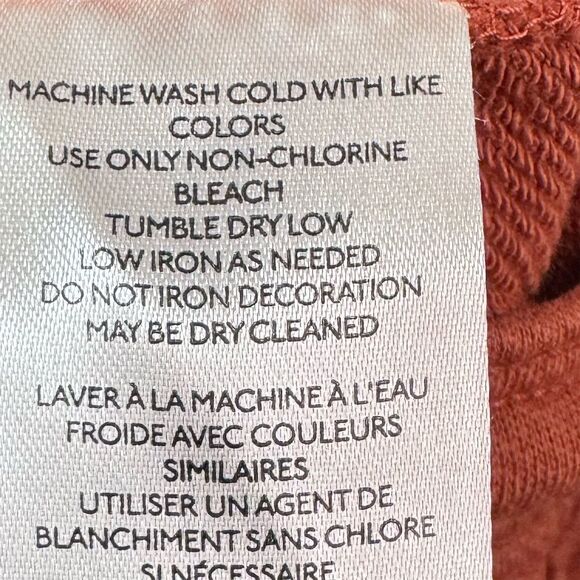 MACHINE WASH COLD WITH LIKE
COLORS
USE ONLY NON-CHLORINE
BLEACH
TUMBLE DRY LOW
LOW IRON AS NEEDED
DO NOT IRON DECORATION
MAY BE DRY CLEANED
LAVER À LA MACHINE À L'EAU
FROIDE AVEC COULEURS
SIMILAIRES
UTILISER UN AGENT DE
BLANCHIMENT SANS CHLORE
SI NÉCESSAIRE